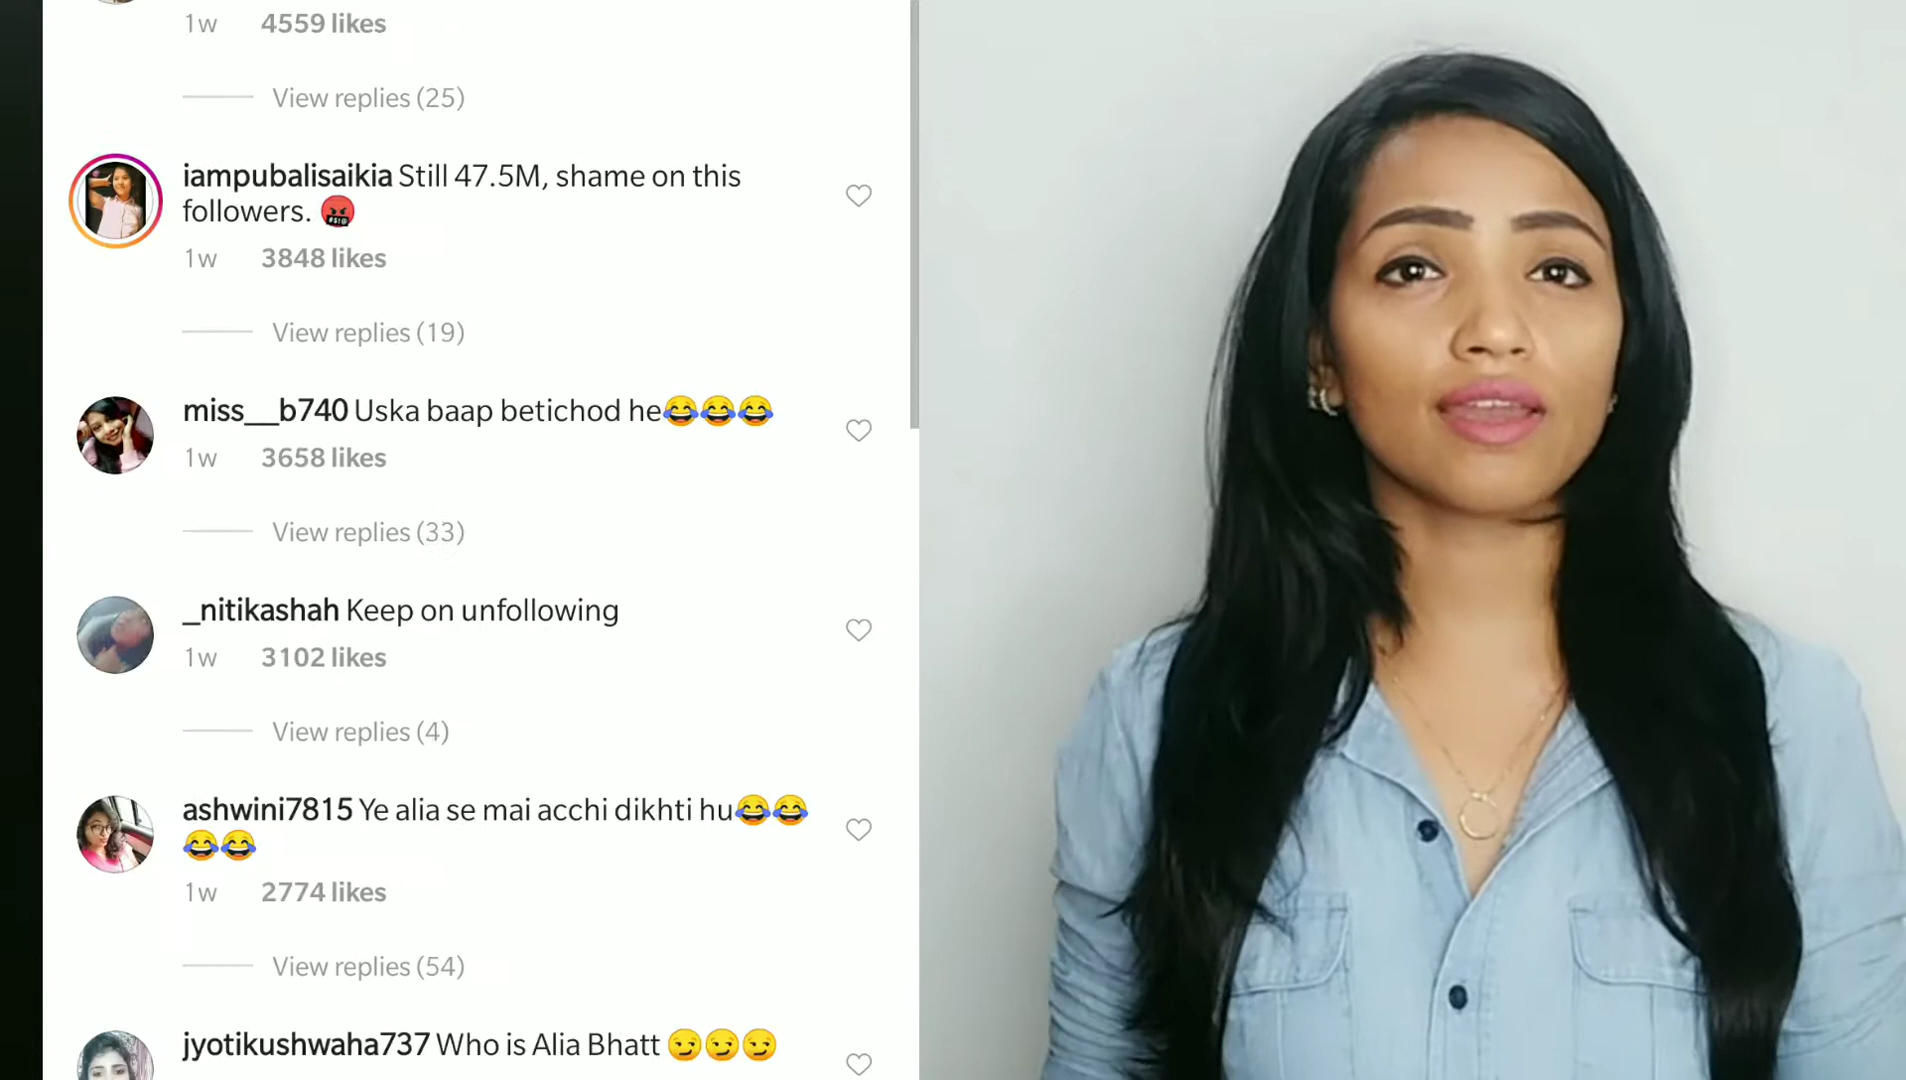 1w 4559 likes
View replies (25)
iampubalisaikia Still 47.5M, shame on this
followers. 🤬
1w 3848 likes
View replies (19)
miss__b740 Uska baap betichod he😂😂😂
1w 3658 likes
View replies (33)
_nitikashah Keep on unfollowing
1w 3102 likes
View replies (4)
ashwini7815 Ye alia se mai acchi dikhti hu😂😂
😂😂
1w 2774 likes
View replies (54)
jyotikushwaha737 Who is Alia Bhatt 😏😏😏